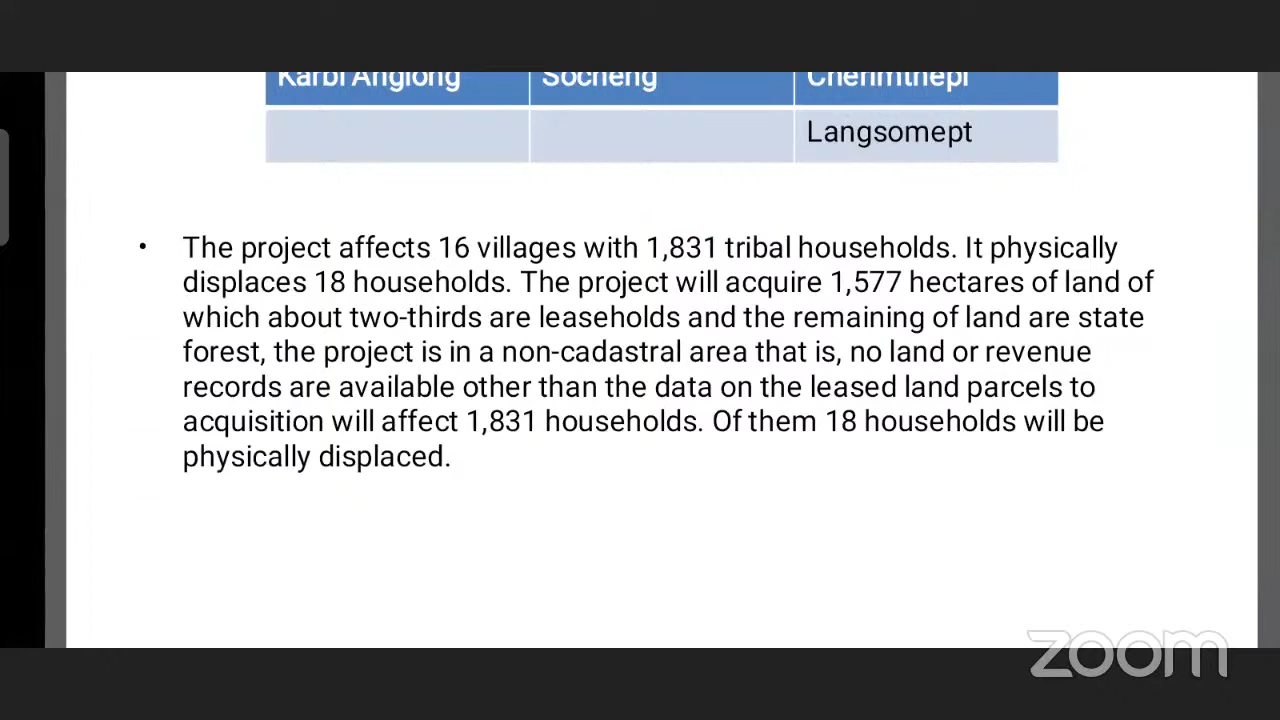 Karbi Anglong Socheng Cherimthepi
Langsomept
• The project affects 16 villages with 1,831 tribal households. It physically
displaces 18 households. The project will acquire 1,577 hectares of land of
which about two-thirds are leaseholds and the remaining of land are state
forest, the project is in a non-cadastral area that is, no land or revenue
records are available other than the data on the leased land parcels to
acquisition will affect 1,831 households. Of them 18 households will be
physically displaced.
zoom